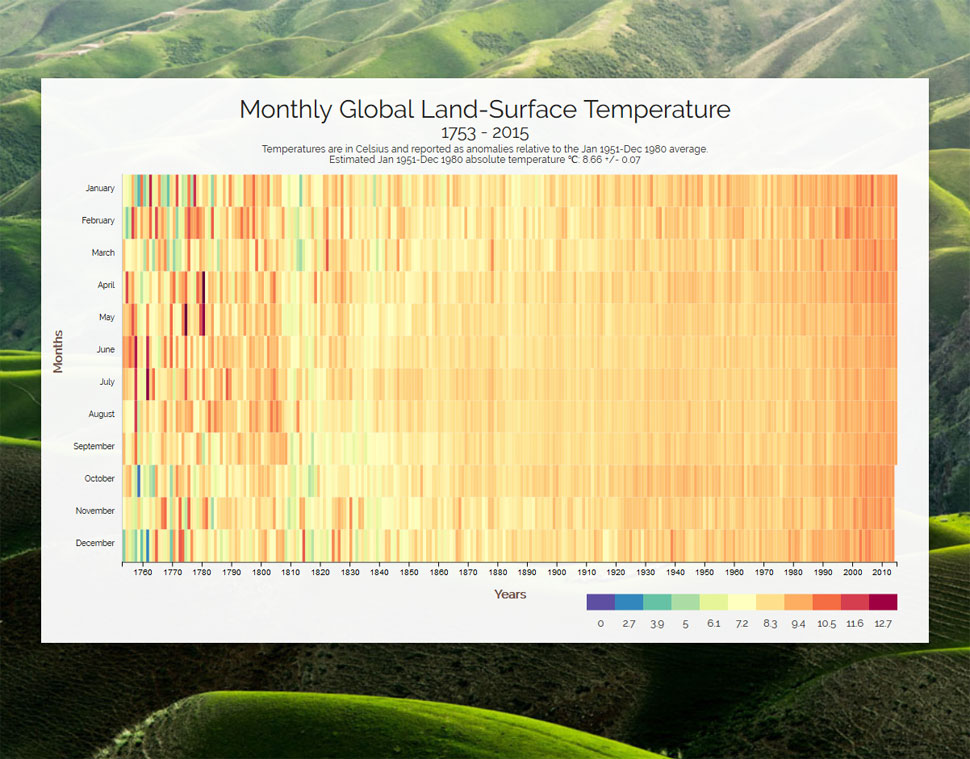 Monthly Global Land-Surface Temperature
1753 - 2015
Temperatures are in Celsius and reported as anomalies relative to the Jan 1951-Dec 1980 average.
Estimated Jan 1951-Dec 1980 absolute temperature ℃: 8.66 +/- 0.07
January
February
March
April
May
June
July
August
September
October
November
December
Months
1760 1770 1780 1790 1800 1810 1820 1830 1840 1850 1860 1870 1880 1890 1900 1910 1920 1930 1940 1950 1960 1970 1980 1990 2000 2010
Years
0 2.7 3.9 5 6.1 7.2 8.3 9.4 10.5 11.6 12.7